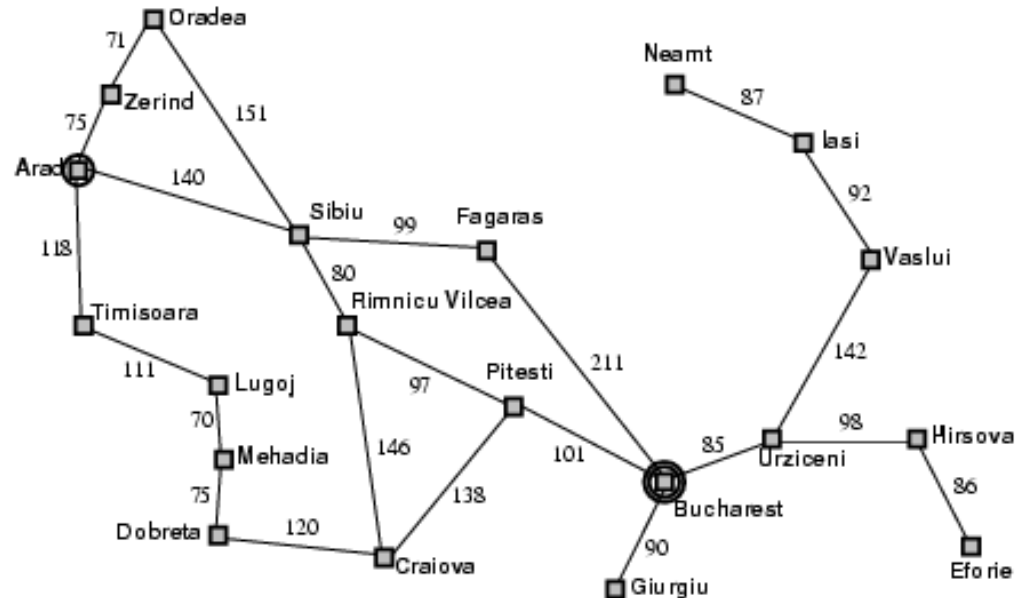 Oradea
71
Neamt
Zerind
87
75
151
Iasi
Arad
140
92
Sibiu
99
Fagaras
118
80
Vaslui
Timisoara
Rimnicu Vilcea
142
111
Lugoj
97
Pitesti
211
70
98
Hirsova
146
101
85
Urziceni
Mehadia
138
86
75
Bucharest
Dobreta
120
90
Craiova
Eforie
Giurgiu